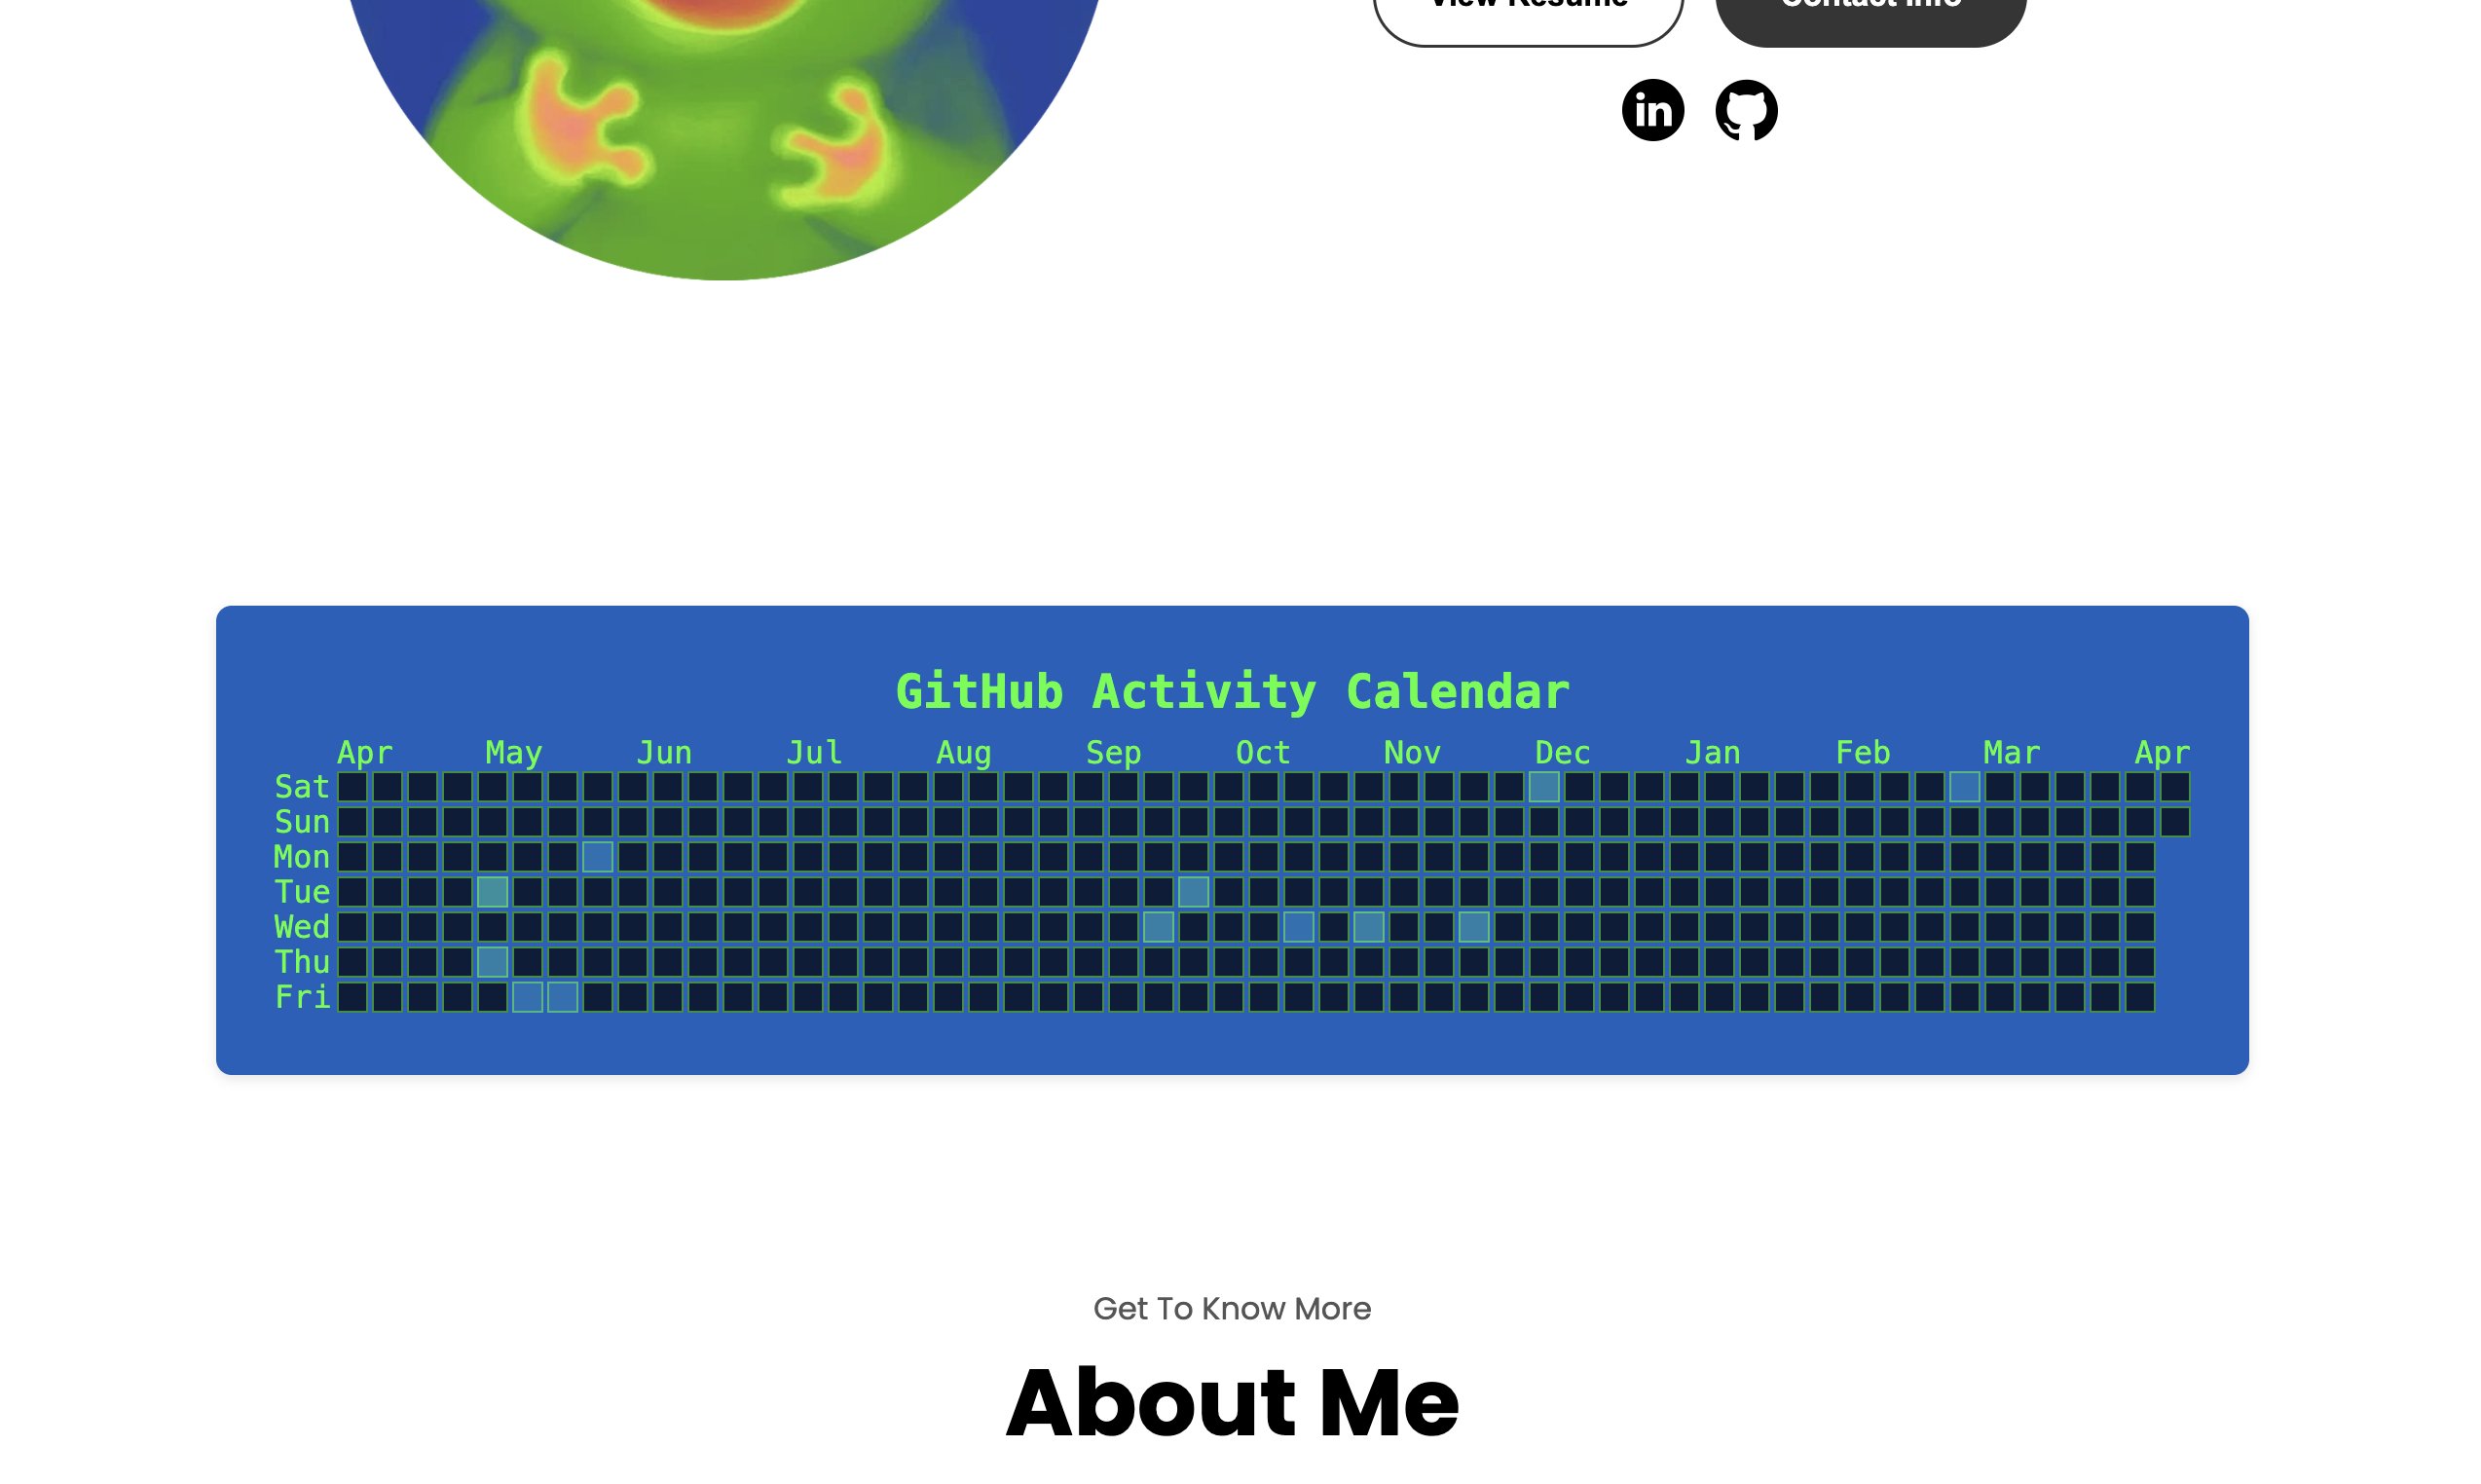 View Resume
Contact Info
in
GitHub Activity Calendar
Apr May Jun Jul Aug Sep Oct Nov Dec Jan Feb Mar Apr
Sat
Sun
Mon
Tue
Wed
Thu
Fri
Get To Know More
About Me